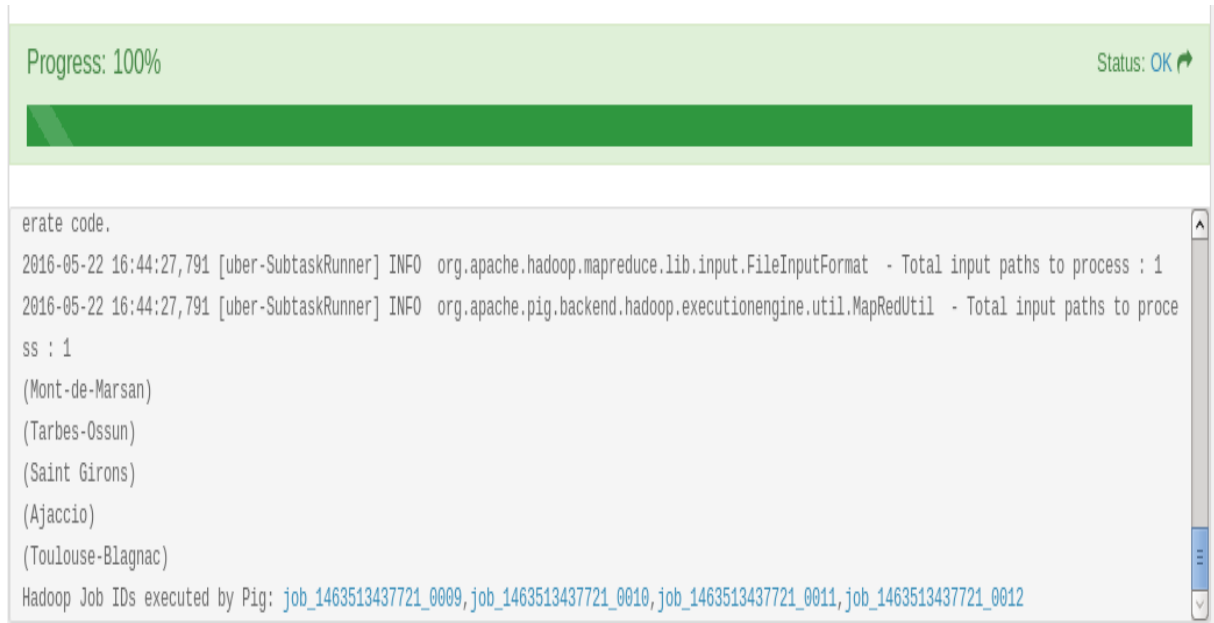 Progress: 100%
Status: OK
erate code.
2016-05-22 16:44:27,791 [uber-SubtaskRunner] INFO  org.apache.hadoop.mapreduce.lib.input.FileInputFormat  - Total input paths to process : 1
2016-05-22 16:44:27,791 [uber-SubtaskRunner] INFO  org.apache.pig.backend.hadoop.executionengine.util.MapRedUtil  - Total input paths to proce
ss : 1
(Mont-de-Marsan)
(Tarbes-Ossun)
(Saint Girons)
(Ajaccio)
(Toulouse-Blagnac)
Hadoop Job IDs executed by Pig: job_1463513437721_0009,job_1463513437721_0010,job_1463513437721_0011,job_1463513437721_0012